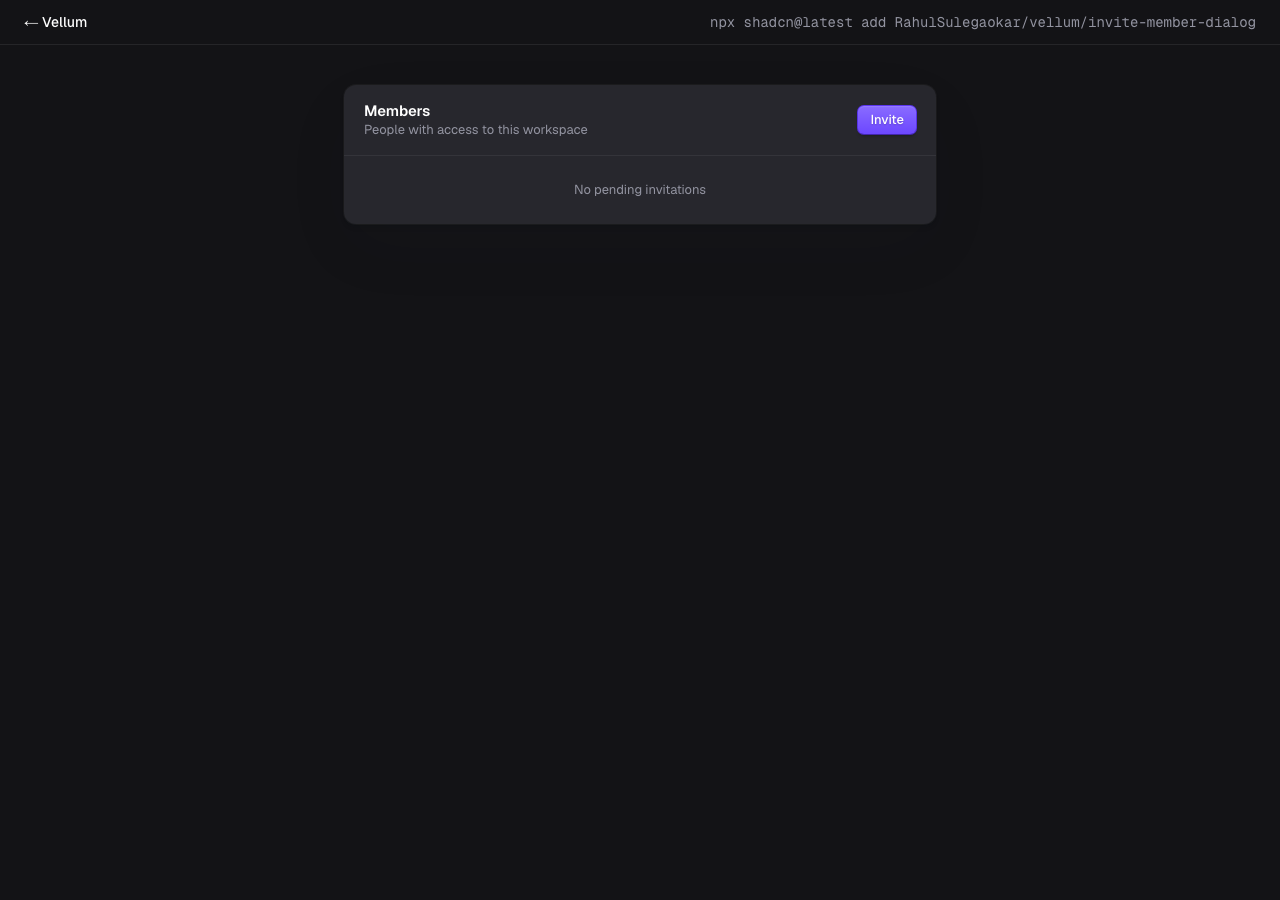 ← Vellum
npx shadcn@latest add RahulSulegaokar/vellum/invite-member-dialog
Members
People with access to this workspace
Invite
No pending invitations